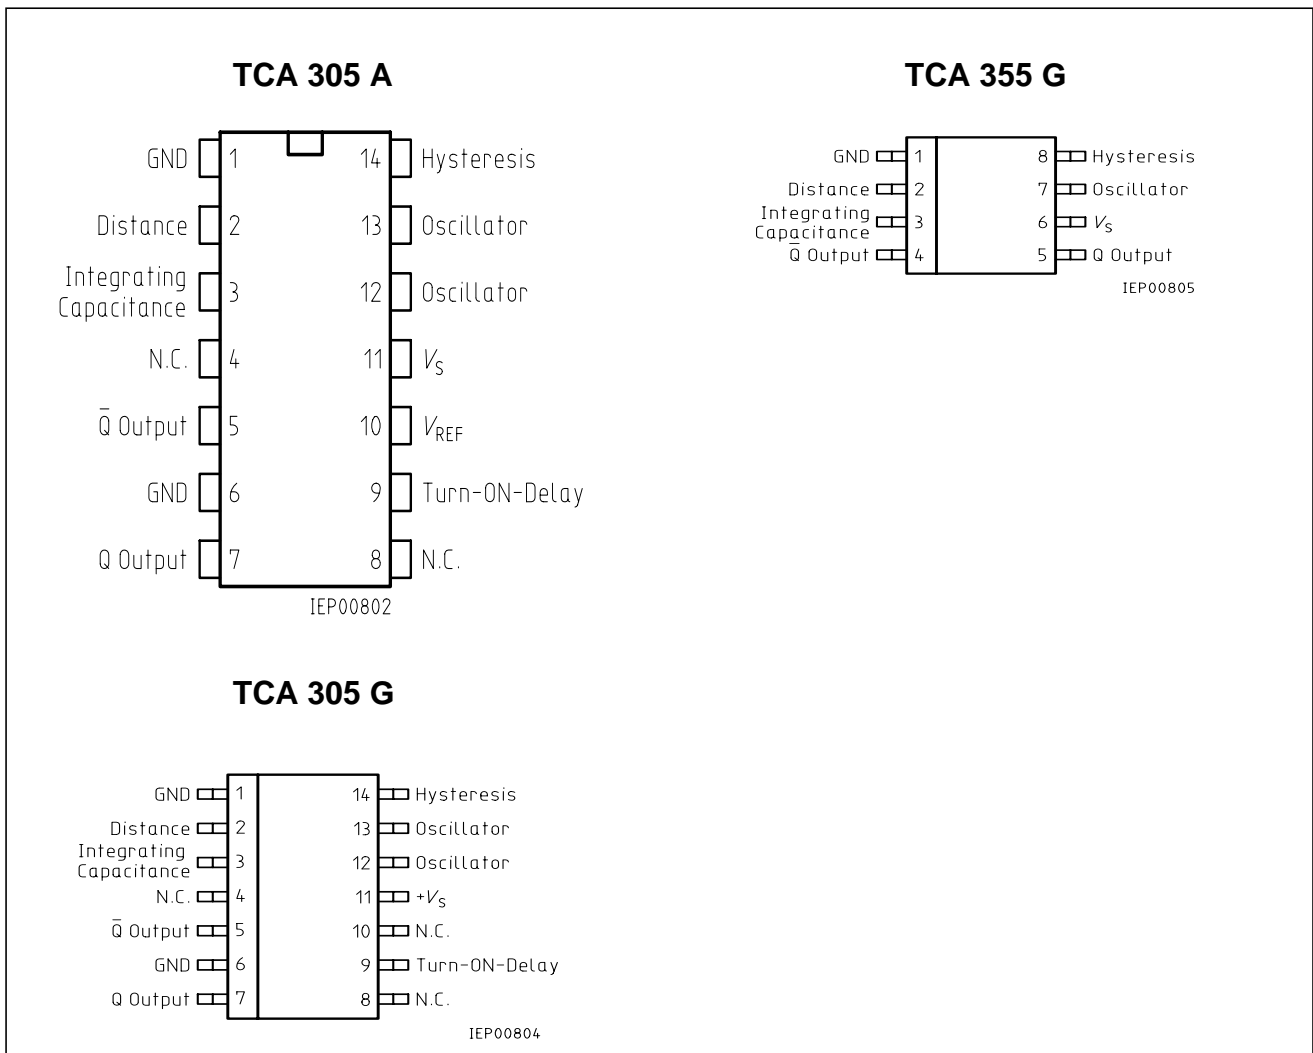 TCA 305 A
GND 1 14 Hysteresis
Distance 2 13 Oscillator
Integrating
Capacitance 3 12 Oscillator
N.C. 4 11 VS
Q̅ Output 5 10 VREF
GND 6 9 Turn-ON-Delay
Q Output 7 8 N.C.
IEP00802
TCA 355 G
GND 1 8 Hysteresis
Distance 2 7 Oscillator
Integrating
Capacitance 3 6 VS
Q̅ Output 4 5 Q Output
IEP00805
TCA 305 G
GND 1 14 Hysteresis
Distance 2 13 Oscillator
Integrating
Capacitance 3 12 Oscillator
N.C. 4 11 +VS
Q̅ Output 5 10 N.C.
GND 6 9 Turn-ON-Delay
Q Output 7 8 N.C.
IEP00804